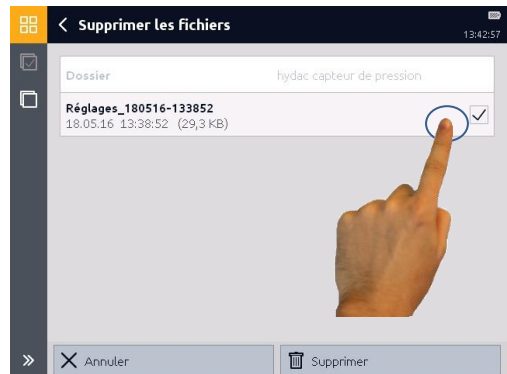 Supprimer les fichiers
13:42:57
Dossier hydac capteur de pression
Réglages_180516-133852
18.05.16 13:38:52 (29,3 KB)
Annuler
Supprimer